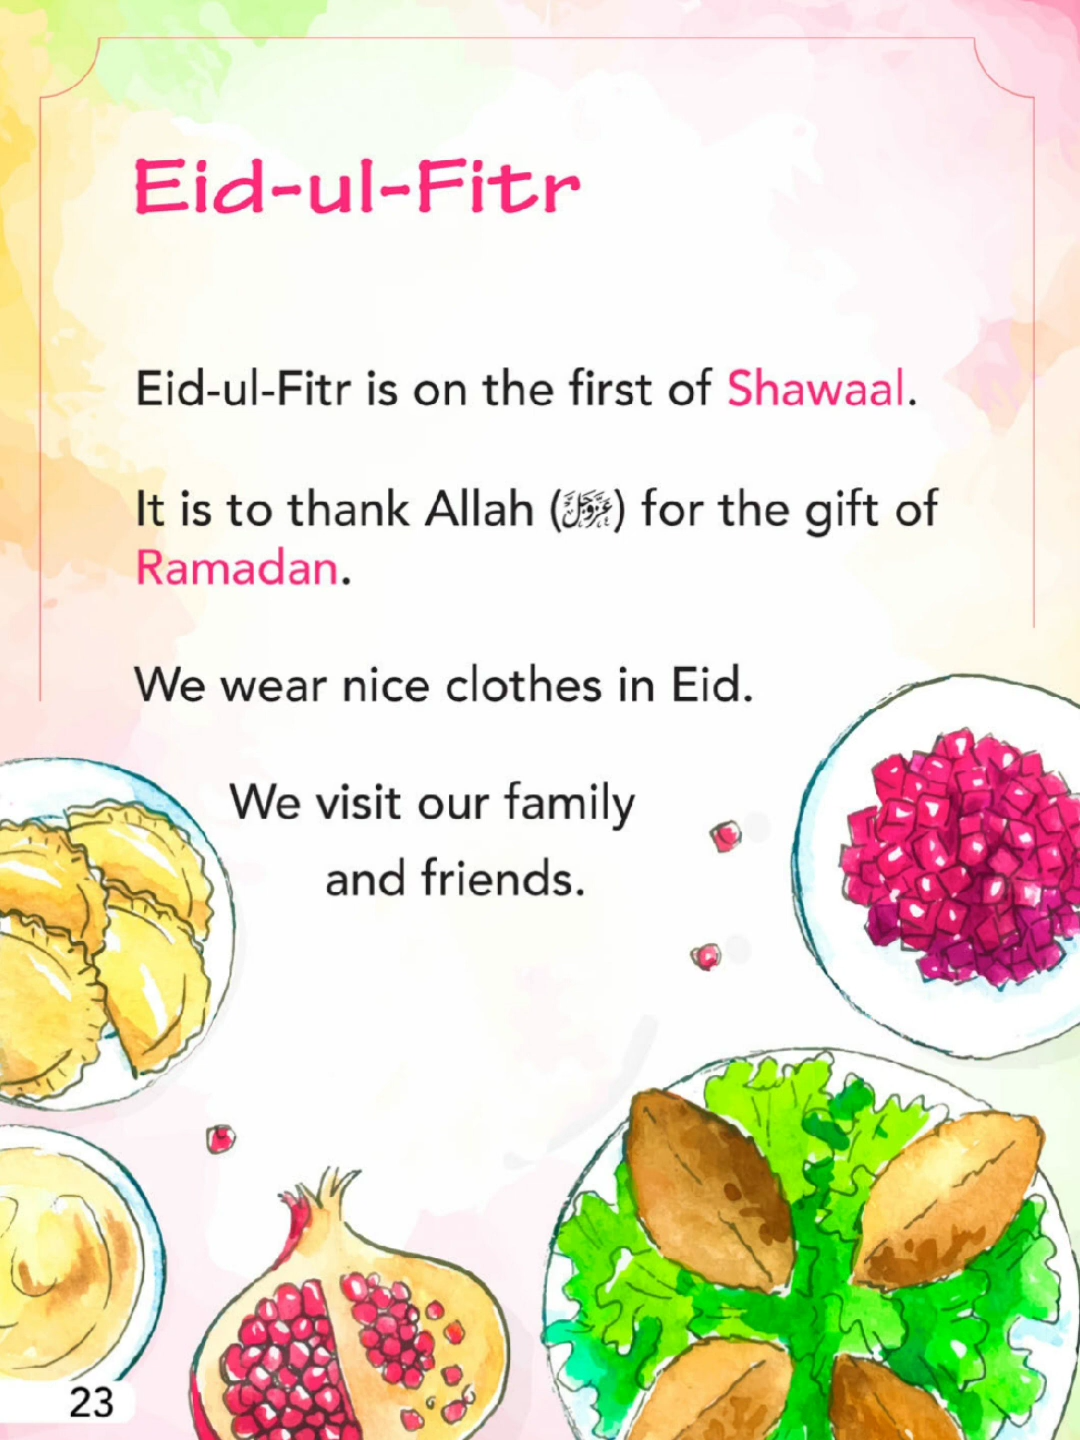 Eid-ul-Fitr
Eid-ul-Fitr is on the first of Shawaal.
It is to thank Allah (عَزَّوَجَلَّ) for the gift of
Ramadan.
We wear nice clothes in Eid.
We visit our family
and friends.
23